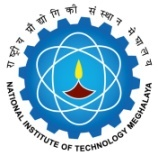 राष्ट्रीय प्रौद्योगिकी संस्थान मेघालय
NATIONAL INSTITUTE OF TECHNOLOGY MEGHALAYA